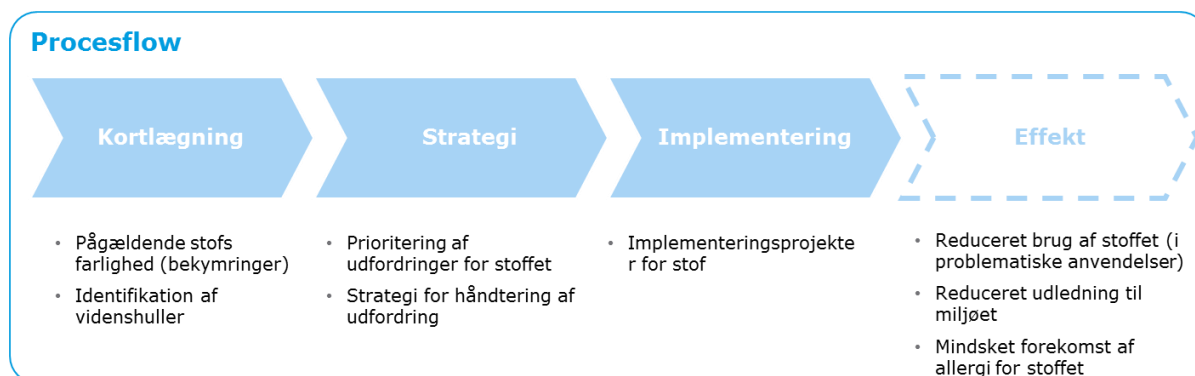 Procesflow
Kortlægning
Strategi
Implementering
Effekt
• Pågældende stofs
farlighed (bekymringer)
• Identifikation af
videnshuller
• Prioritering af
udfordringer for stoffet
• Strategi for håndtering af
udfordring
• Implementeringsprojekte
r for stof
• Reduceret brug af stoffet (i
problematiske anvendelser)
• Reduceret udledning til
miljøet
• Mindsket forekomst af
allergi for stoffet